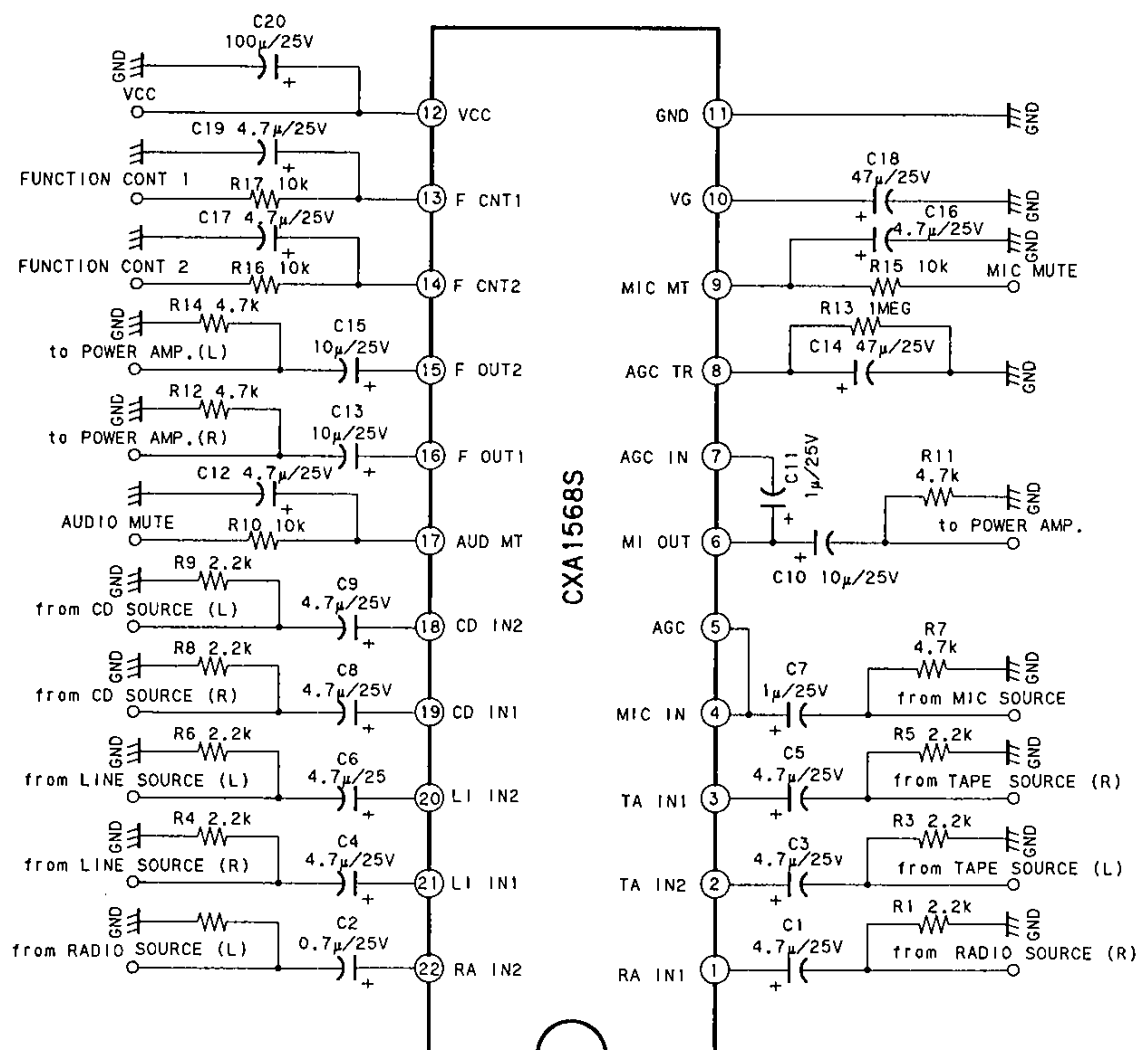 C20
100μ/25V
GND
VCC
12 VCC
C19 4.7μ/25V
FUNCTION CONT 1
R17 10k
13 F CNT1
C17 4.7μ/25V
FUNCTION CONT 2
R16 10k
14 F CNT2
R14 4.7k
GND
to POWER AMP.(L)
C15
10μ/25V
15 F OUT2
R12 4.7k
GND
to POWER AMP.(R)
C13
10μ/25V
16 F OUT1
C12 4.7μ/25V
AUDIO MUTE
R10 10k
17 AUD MT
R9 2.2k
GND
from CD SOURCE (L)
C9
4.7μ/25V
18 CD IN2
R8 2.2k
GND
from CD SOURCE (R)
C8
4.7μ/25V
19 CD IN1
R6 2.2k
GND
from LINE SOURCE (L)
C6
4.7μ/25
20 LI IN2
R4 2.2k
GND
from LINE SOURCE (R)
C4
4.7μ/25V
21 LI IN1
GND
from RADIO SOURCE (L)
C2
0.7μ/25V
22 RA IN2
CXA1568S
GND 11
GND
C18
47μ/25V
VG 10
GND
C16
4.7μ/25V
GND
R15 10k
MIC MUTE
MIC MT 9
R13 1MEG
C14 47μ/25V
AGC TR 8
GND
AGC IN 7
C11
1μ/25V
R11
4.7k
GND
to POWER AMP.
MI OUT 6
C10 10μ/25V
AGC 5
R7
4.7k
GND
C7
1μ/25V
from MIC SOURCE
MIC IN 4
R5 2.2k
GND
C5
4.7μ/25V
from TAPE SOURCE (R)
TA IN1 3
R3 2.2k
GND
C3
4.7μ/25V
from TAPE SOURCE (L)
TA IN2 2
R1 2.2k
GND
C1
4.7μ/25V
from RADIO SOURCE (R)
RA IN1 1